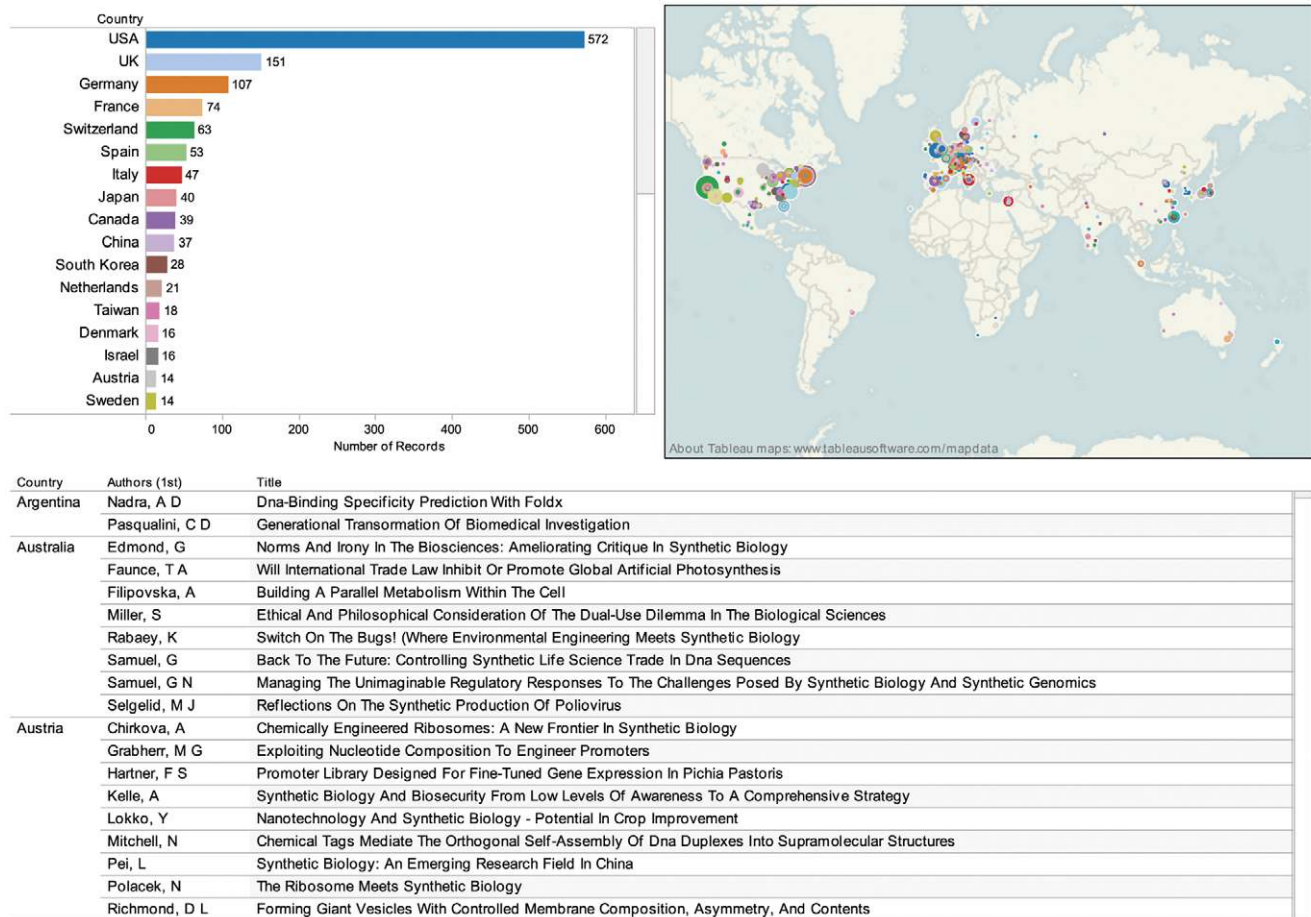 Country
USA 572
UK 151
Germany 107
France 74
Switzerland 63
Spain 53
Italy 47
Japan 40
Canada 39
China 37
South Korea 28
Netherlands 21
Taiwan 18
Denmark 16
Israel 16
Austria 14
Sweden 14
0 100 200 300 400 500 600
Number of Records
About Tableau maps: www.tableausoftware.com/mapdata
Country Authors (1st) Title
Argentina Nadra, A D Dna-Binding Specificity Prediction With Foldx
Pasqualini, C D Generational Transormation Of Biomedical Investigation
Australia Edmond, G Norms And Irony In The Biosciences: Ameliorating Critique In Synthetic Biology
Faunce, T A Will International Trade Law Inhibit Or Promote Global Artificial Photosynthesis
Filipovska, A Building A Parallel Metabolism Within The Cell
Miller, S Ethical And Philosophical Consideration Of The Dual-Use Dilemma In The Biological Sciences
Rabaey, K Switch On The Bugs! (Where Environmental Engineering Meets Synthetic Biology
Samuel, G Back To The Future: Controlling Synthetic Life Science Trade In Dna Sequences
Samuel, G N Managing The Unimaginable Regulatory Responses To The Challenges Posed By Synthetic Biology And Synthetic Genomics
Selgelid, M J Reflections On The Synthetic Production Of Poliovirus
Austria Chirkova, A Chemically Engineered Ribosomes: A New Frontier In Synthetic Biology
Grabherr, M G Exploiting Nucleotide Composition To Engineer Promoters
Hartner, F S Promoter Library Designed For Fine-Tuned Gene Expression In Pichia Pastoris
Kelle, A Synthetic Biology And Biosecurity From Low Levels Of Awareness To A Comprehensive Strategy
Lokko, Y Nanotechnology And Synthetic Biology - Potential In Crop Improvement
Mitchell, N Chemical Tags Mediate The Orthogonal Self-Assembly Of Dna Duplexes Into Supramolecular Structures
Pei, L Synthetic Biology: An Emerging Research Field In China
Polacek, N The Ribosome Meets Synthetic Biology
Richmond, D L Forming Giant Vesicles With Controlled Membrane Composition, Asymmetry, And Contents